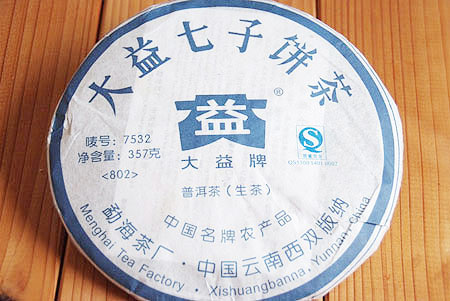 大益七子饼茶
益
®
唛号：7532
净含量：357克
<802>
大益牌
普洱茶（生茶）
中国名牌农产品
勐海茶厂·中国云南西双版纳
Menghai Tea Factory · Xishuangbanna, Yunnan, China